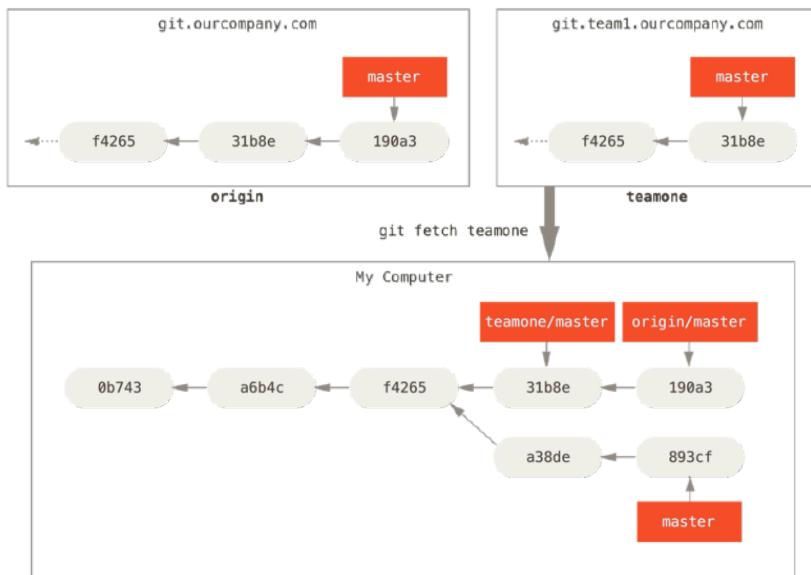 git.ourcompany.com
master
f4265 31b8e 190a3
origin
git.team1.ourcompany.com
master
f4265 31b8e
teamone
git fetch teamone
My Computer
teamone/master origin/master
0b743 a6b4c f4265 31b8e 190a3
a38de 893cf
master